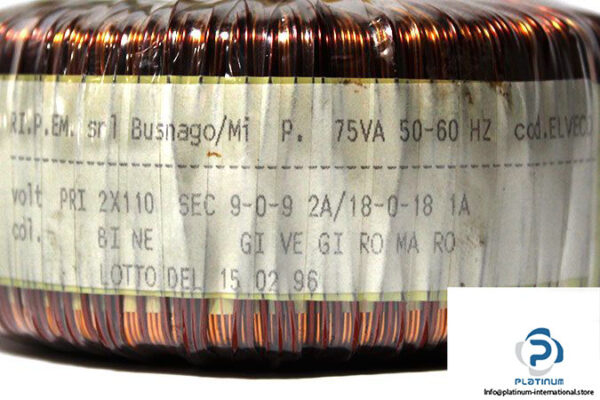 RI.P.EM. srl Busnago/Mi P. 75VA 50-60 HZ cod.ELVECO
volt PRI 2X110 SEC 9-0-9 2A/18-0-18 1A
col. BI NE GI VE GI RO MA RO
LOTTO DEL 15 02 96
PLATINUM
Info@platinum-international.store